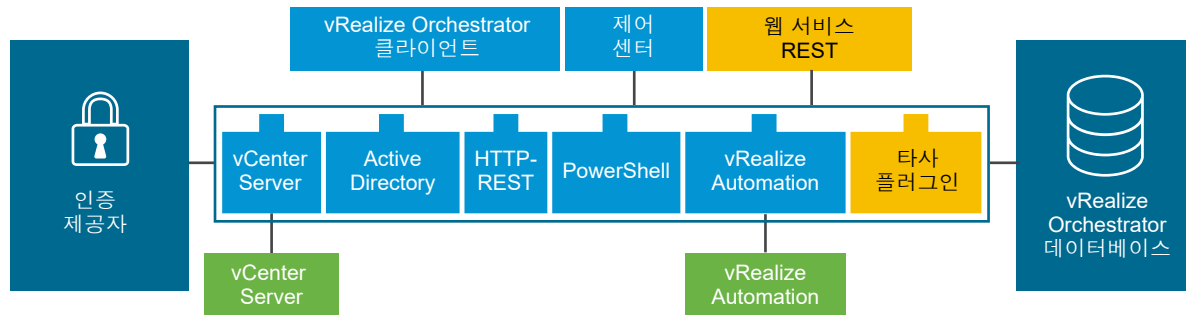 vRealize Orchestrator
클라이언트
제어
센터
웹 서비스
REST
인증
제공자
vCenter
Server
Active
Directory
HTTP-
REST
PowerShell
vRealize
Automation
타사
플러그인
vRealize
Orchestrator
데이터베이스
vCenter
Server
vRealize
Automation